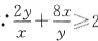 ∵ 2y/x + 8x/y ⩾ 2